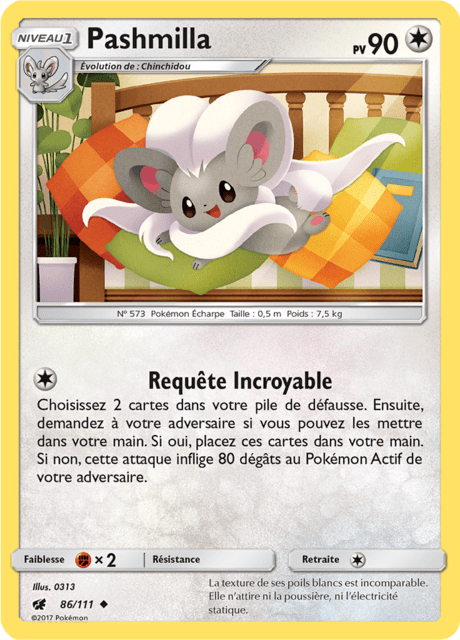 NIVEAU 1
Pashmilla
PV 90
Évolution de : Chinchidou
N° 573 Pokémon Écharpe Taille : 0,5 m Poids : 7,5 kg
Requête Incroyable
Choisissez 2 cartes dans votre pile de défausse. Ensuite,
demandez à votre adversaire si vous pouvez les mettre
dans votre main. Si oui, placez ces cartes dans votre main.
Si non, cette attaque inflige 80 dégâts au Pokémon Actif de
votre adversaire.
Faiblesse × 2 Résistance Retraite
Illus. 0313
86/111
©2017 Pokémon
La texture de ses poils blancs est incomparable.
Elle n'attire ni la poussière, ni l'électricité
statique.